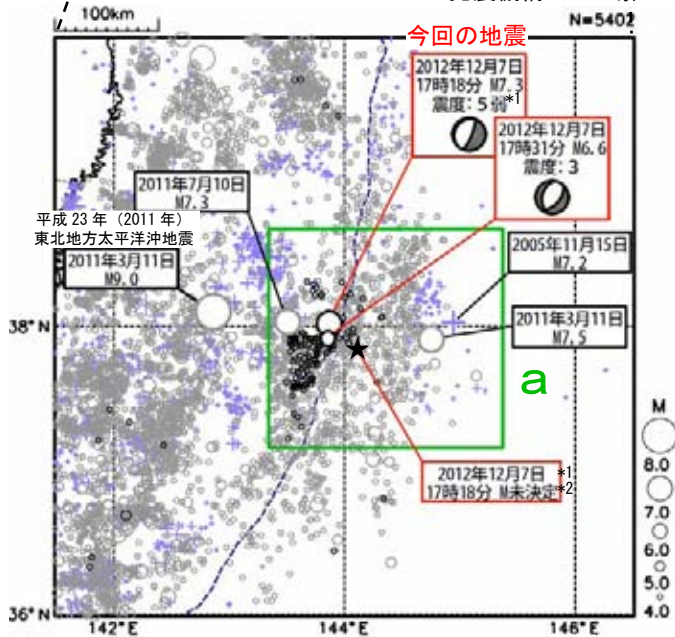 100km
N=5402
今回の地震
2012年12月7日
17時18分 M7.3
震度:5弱*1
2012年12月7日
17時31分 M6.6
震度:3
2011年7月10日
M7.3
平成23年(2011年)
東北地方太平洋沖地震
2011年3月11日
M9.0
2005年11月15日
M7.2
2011年3月11日
M7.5
38°N
a
2012年12月7日 *1
17時18分 M未決定*2
M
8.0
7.0
6.0
5.0
4.0
36°N
142°E
144°E
146°E